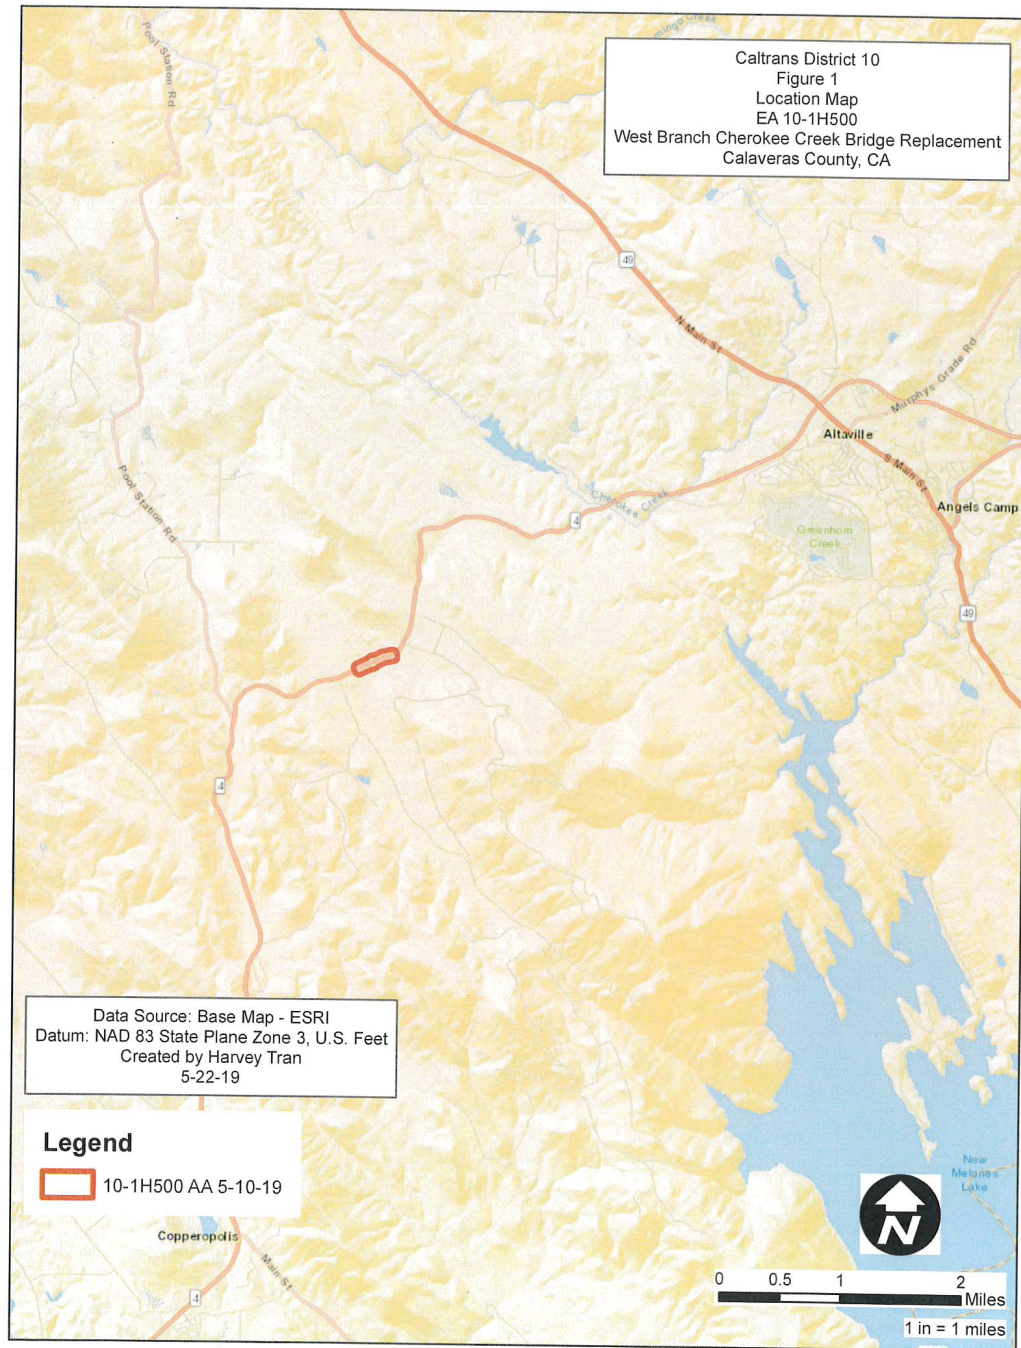 Pool Station Rd
mingo Creek
Caltrans District 10
Figure 1
Location Map
EA 10-1H500
West Branch Cherokee Creek Bridge Replacement
Calaveras County, CA
49
N Main St
Murphys Grade Rd
Altaville
S Main St
Pool Station Rd
Cherokee Creek
4
Angels Camp
Greenhorn
Creek
49
4
Data Source: Base Map - ESRI
Datum: NAD 83 State Plane Zone 3, U.S. Feet
Created by Harvey Tran
5-22-19
Legend
10-1H500 AA 5-10-19
New
Melones
Lake
N
Copperopolis
Main St
4
0 0.5 1 2
Miles
1 in = 1 miles